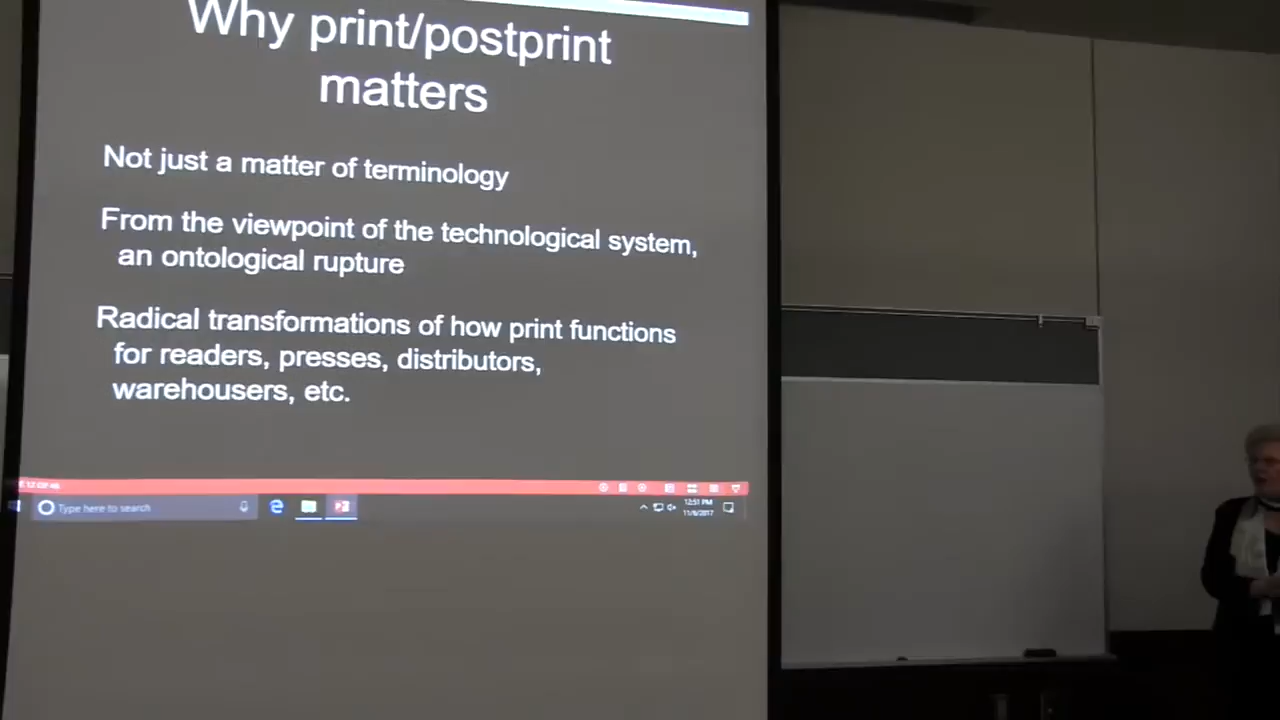 Why print/postprint
matters
Not just a matter of terminology
From the viewpoint of the technological system,
an ontological rupture
Radical transformations of how print functions
for readers, presses, distributors,
warehousers, etc.
Type here to search
12:51 PM
11/6/2017